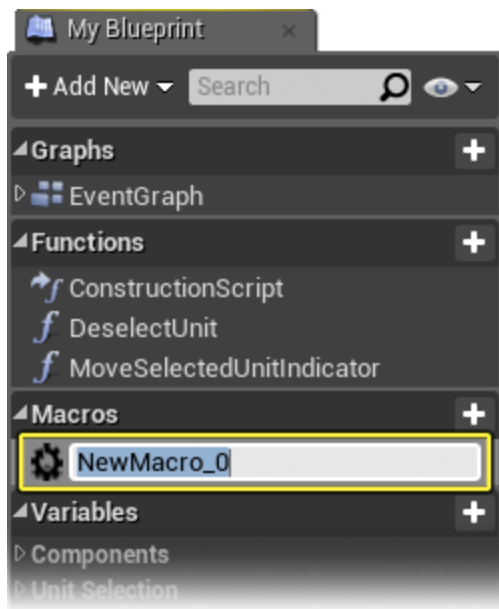 My Blueprint
Add New Search
Graphs
EventGraph
Functions
ConstructionScript
DeselectUnit
MoveSelectedUnitIndicator
Macros
NewMacro_0
Variables
Components
Unit Selection